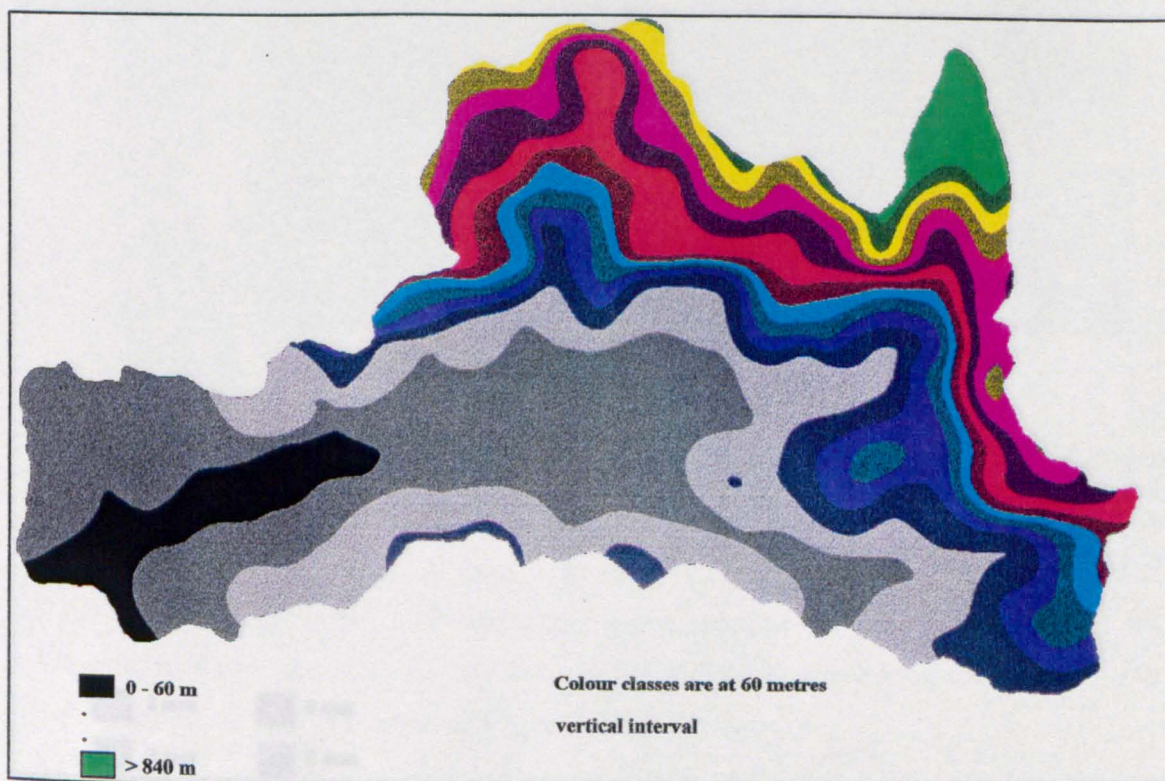 0 - 60 m
.
.
> 840 m
Colour classes are at 60 metres
vertical interval